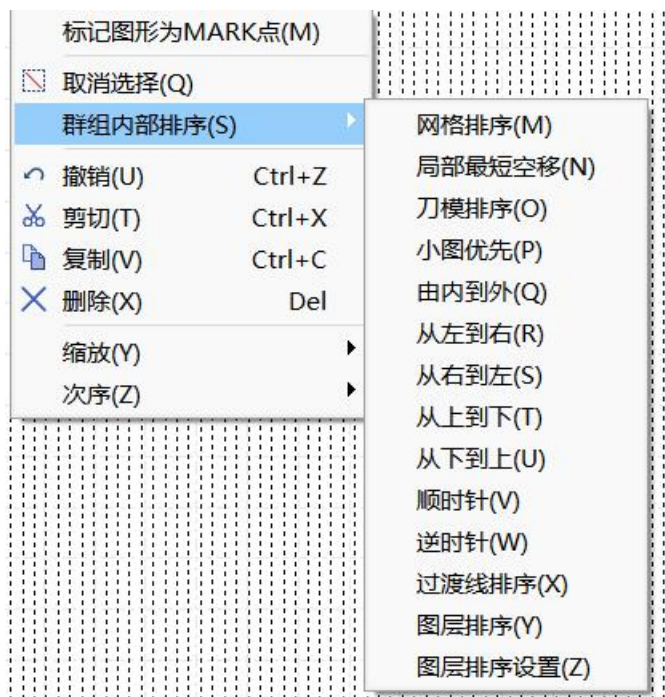 标记图形为MARK点(M)
取消选择(Q)
群组内部排序(S)
撤销(U) Ctrl+Z
剪切(T) Ctrl+X
复制(V) Ctrl+C
删除(X) Del
缩放(Y)
次序(Z)
网格排序(M)
局部最短空移(N)
刀模排序(O)
小图优先(P)
由内到外(Q)
从左到右(R)
从右到左(S)
从上到下(T)
从下到上(U)
顺时针(V)
逆时针(W)
过渡线排序(X)
图层排序(Y)
图层排序设置(Z)